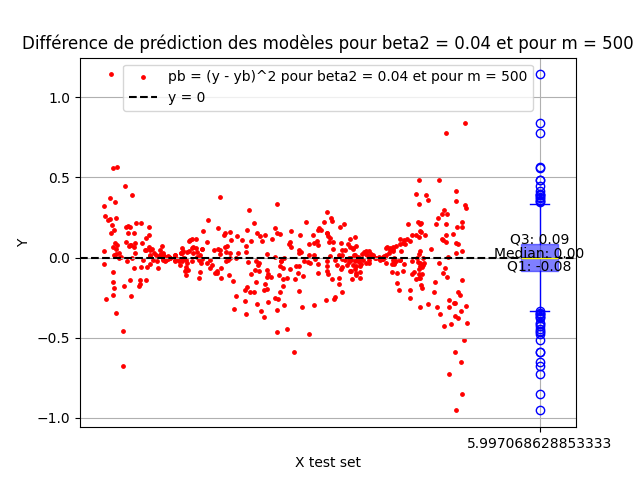 Différence de prédiction des modèles pour beta2 = 0.04 et pour m = 500
pb = (y - yb)^2 pour beta2 = 0.04 et pour m = 500
y = 0
1.0
0.5
0.0
−0.5
−1.0
Y
Q3: 0.09
Median: 0.00
Q1: -0.08
5.997068628853333
X test set